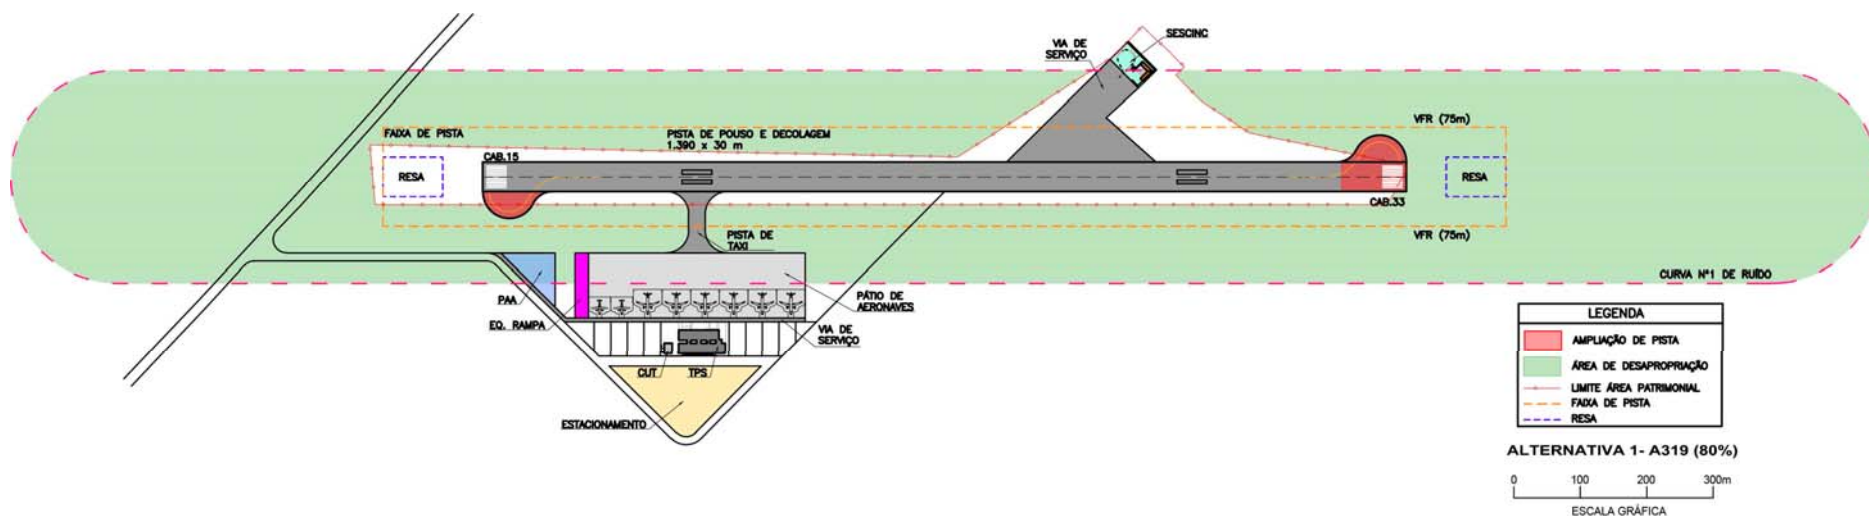 SESCINC
VIA DE
SERVIÇO
FAIXA DE PISTA
PISTA DE POUSO E DECOLAGEM
1.390 x 30 m
VFR (75m)
CAB.15
RESA
RESA
CAB.33
PISTA DE
TAXI
VFR (75m)
CURVA Nº1 DE RUÍDO
PAA
PÁTIO DE
AERONAVES
EQ. RAMPA
VIA DE
SERVIÇO
CUT
TPS
ESTACIONAMENTO
LEGENDA
AMPLIAÇÃO DE PISTA
ÁREA DE DESAPROPRIAÇÃO
LIMITE ÁREA PATRIMONIAL
FAIXA DE PISTA
RESA
ALTERNATIVA 1- A319 (80%)
0 100 200 300m
ESCALA GRÁFICA